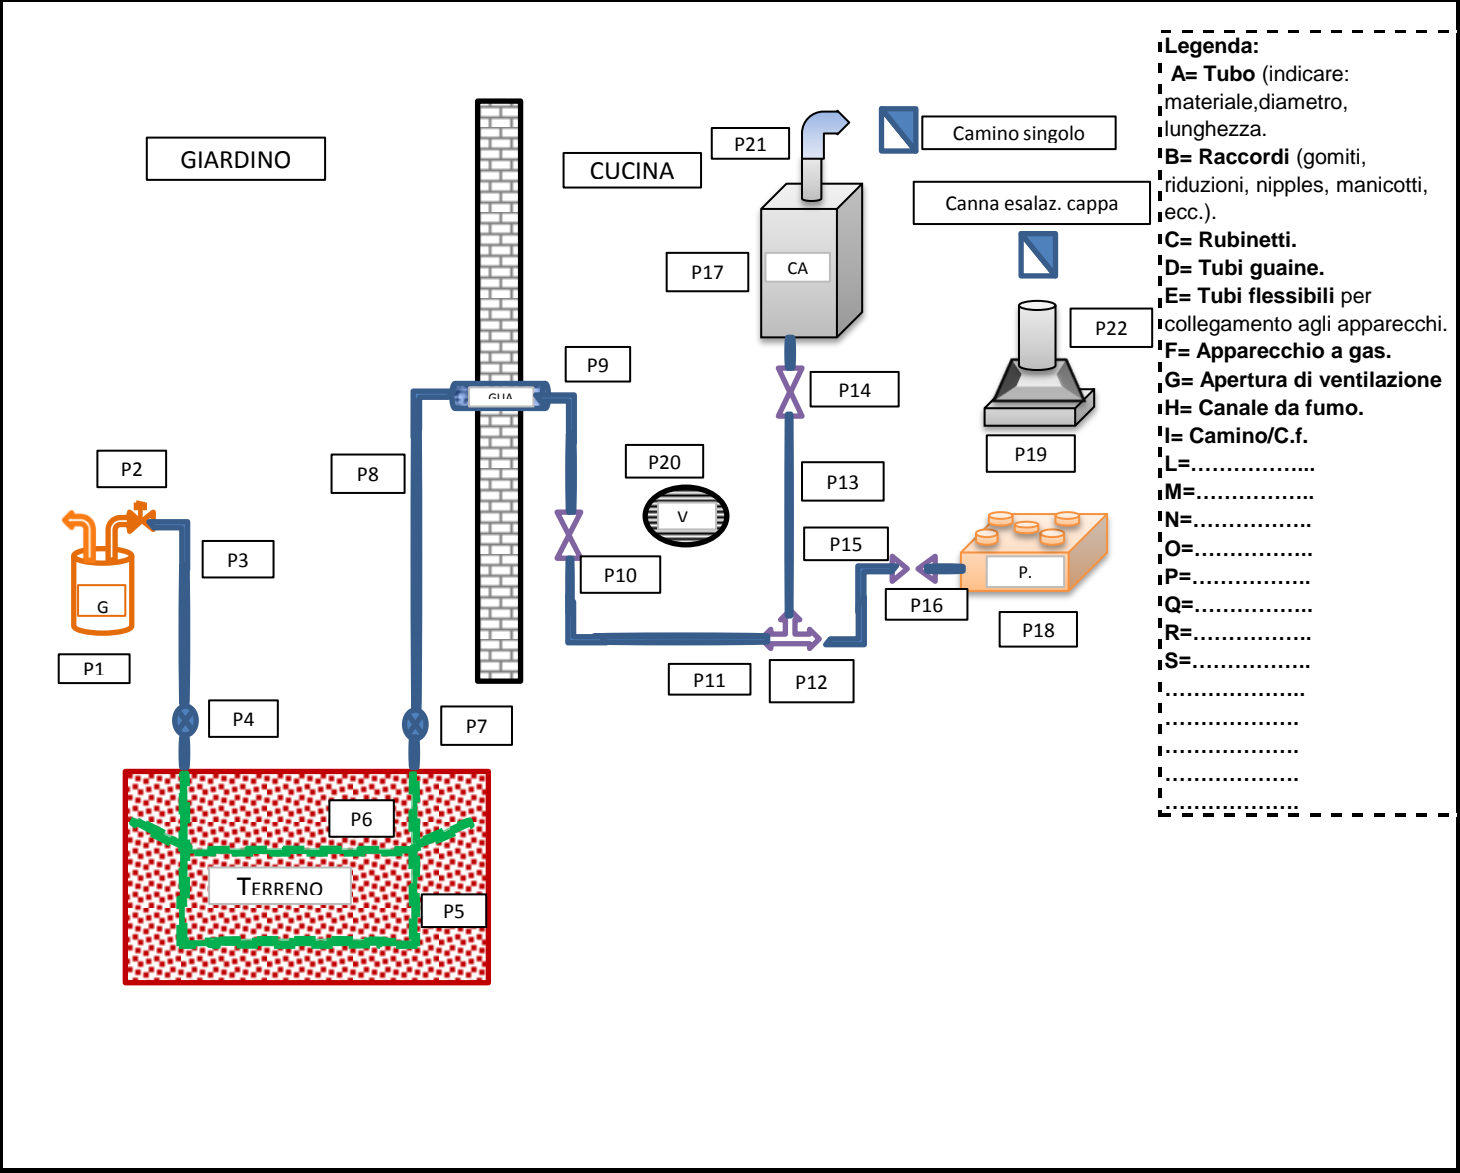 GIARDINO
CUCINA
P21
Camino singolo
Canna esalaz. cappa
P17
CA
P22
P9
GUA
P14
P19
P2
P8
P20
V
P13
P3
P15
P10
P.
G
P16
P18
P1
P11
P12
P4
P7
P6
TERRENO
P5
Legenda:
A= Tubo (indicare:
materiale,diametro,
lunghezza.
B= Raccordi (gomiti,
riduzioni, nipples, manicotti,
ecc.).
C= Rubinetti.
D= Tubi guaine.
E= Tubi flessibili per
collegamento agli apparecchi.
F= Apparecchio a gas.
G= Apertura di ventilazione
H= Canale da fumo.
I= Camino/C.f.
L=……………...
M=……………..
N=……………..
O=……………..
P=……………..
Q=……………..
R=……………..
S=……………..
………………..
……………….
……………….
……………….
……………….